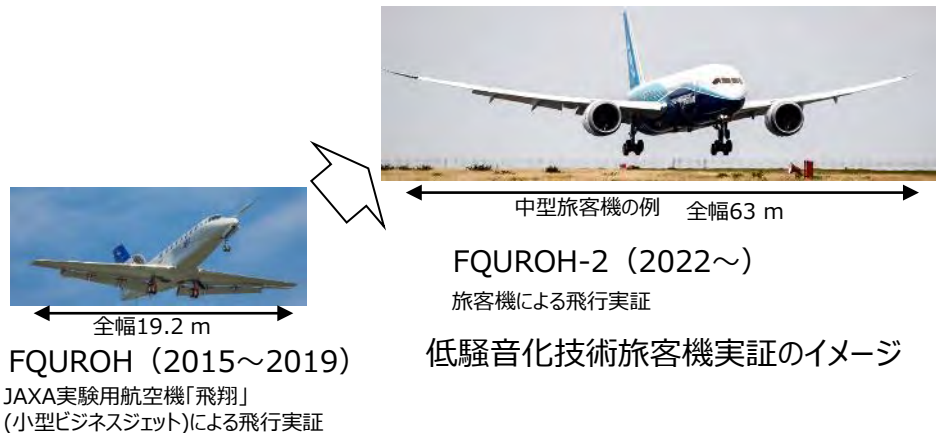 中型旅客機の例 全幅63 m
FQUROH-2（2022～）
旅客機による飛行実証
低騒音化技術旅客機実証のイメージ
全幅19.2 m
FQUROH（2015～2019）
JAXA実験用航空機「飛翔」
(小型ビジネスジェット)による飛行実証